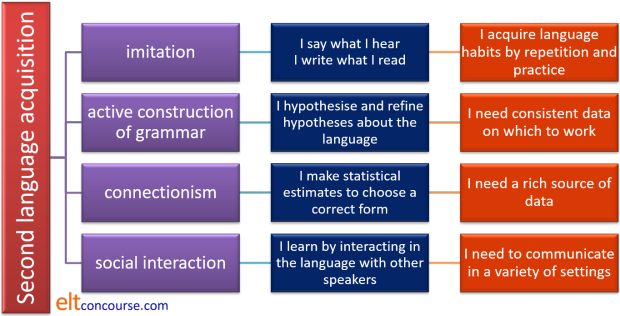 Second language acquisition
imitation
I say what I hear
I write what I read
I acquire language
habits by repetition and
practice
active construction
of grammar
I hypothesise and refine
hypotheses about the
language
I need consistent data
on which to work
connectionism
I make statistical
estimates to choose a
correct form
I need a rich source of
data
social interaction
I learn by interacting in
the language with other
speakers
I need to communicate
in a variety of settings
eltconcourse.com